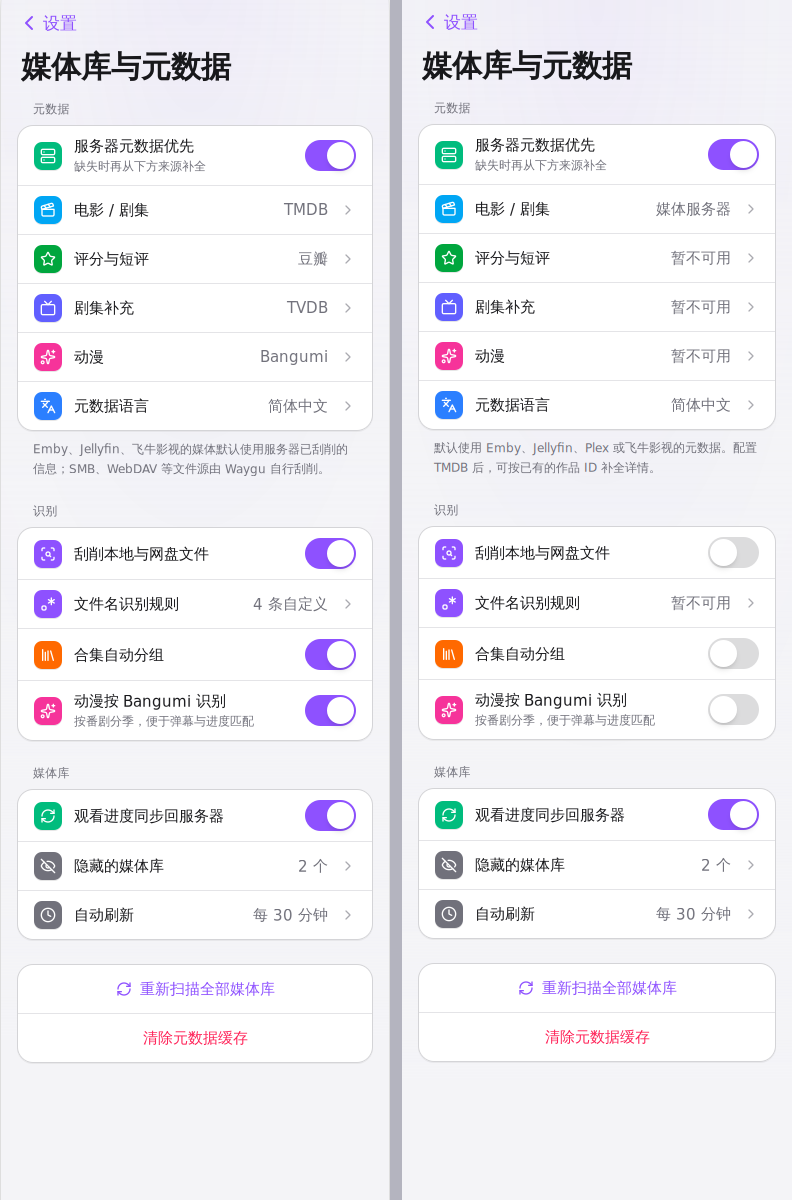 设置
媒体库与元数据
元数据
服务器元数据优先
缺失时再从下方来源补全
电影 / 剧集 TMDB
评分与短评 豆瓣
剧集补充 TVDB
动漫 Bangumi
元数据语言 简体中文
Emby、Jellyfin、飞牛影视的媒体默认使用服务器已刮削的
信息；SMB、WebDAV 等文件源由 Waygu 自行刮削。
识别
刮削本地与网盘文件
文件名识别规则 4 条自定义
合集自动分组
动漫按 Bangumi 识别
按番剧分季，便于弹幕与进度匹配
媒体库
观看进度同步回服务器
隐藏的媒体库 2 个
自动刷新 每 30 分钟
重新扫描全部媒体库
清除元数据缓存
设置
媒体库与元数据
元数据
服务器元数据优先
缺失时再从下方来源补全
电影 / 剧集 媒体服务器
评分与短评 暂不可用
剧集补充 暂不可用
动漫 暂不可用
元数据语言 简体中文
默认使用 Emby、Jellyfin、Plex 或飞牛影视的元数据。配置
TMDB 后，可按已有的作品 ID 补全详情。
识别
刮削本地与网盘文件
文件名识别规则 暂不可用
合集自动分组
动漫按 Bangumi 识别
按番剧分季，便于弹幕与进度匹配
媒体库
观看进度同步回服务器
隐藏的媒体库 2 个
自动刷新 每 30 分钟
重新扫描全部媒体库
清除元数据缓存